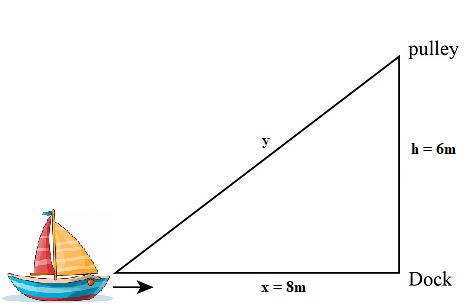 pulley
y
h = 6m
x = 8m
Dock